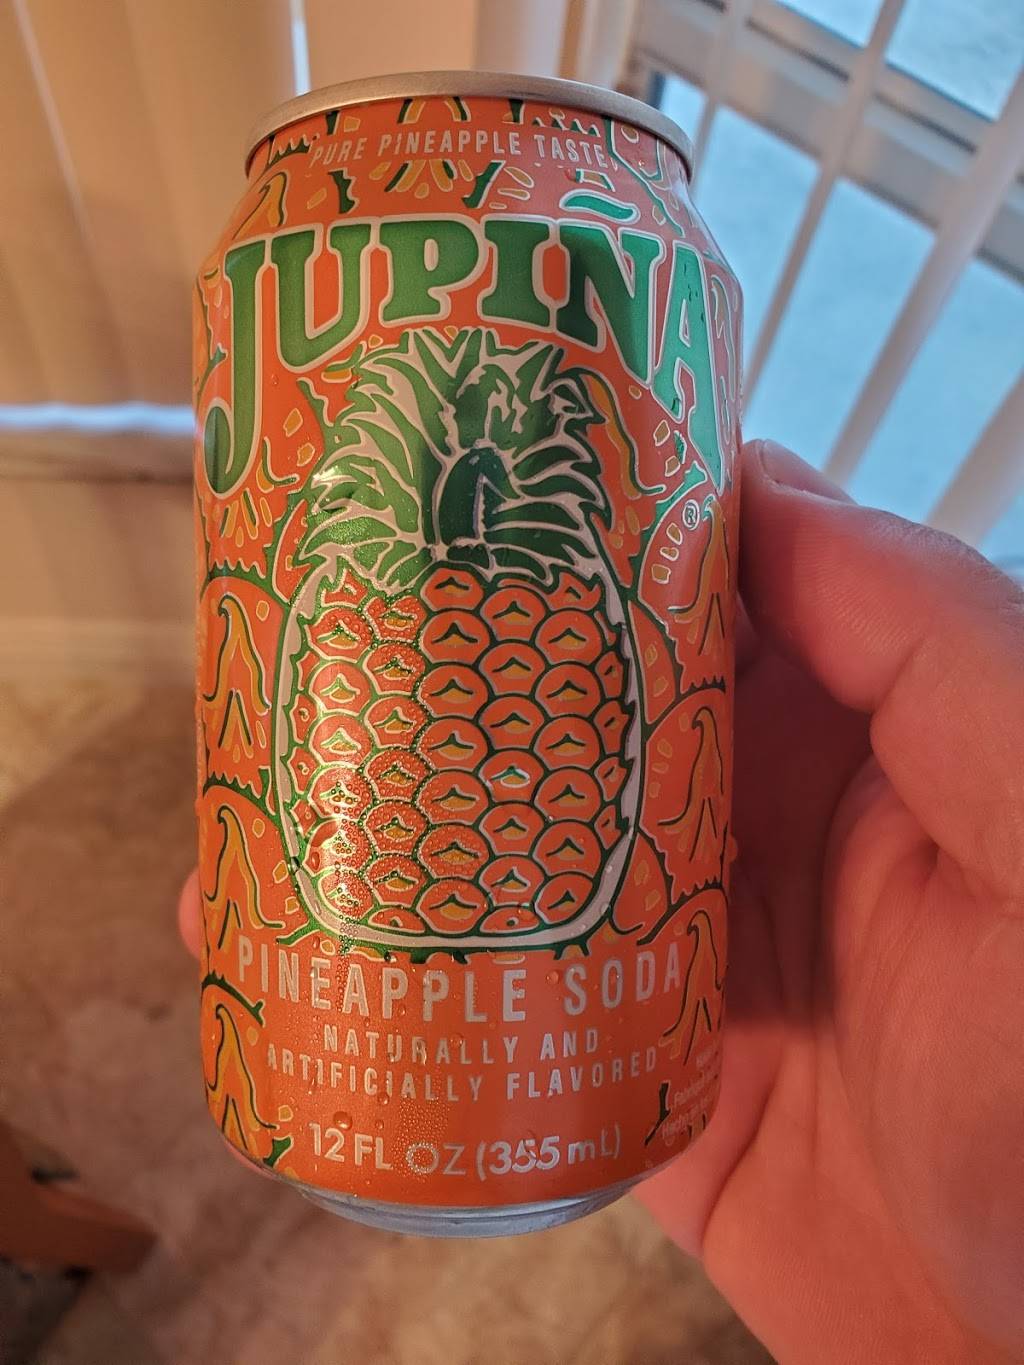 PURE PINEAPPLE TASTE
JUPIÑA
®
PINEAPPLE SODA
NATURALLY AND
ARTIFICIALLY FLAVORED
12 FL OZ (355 mL)